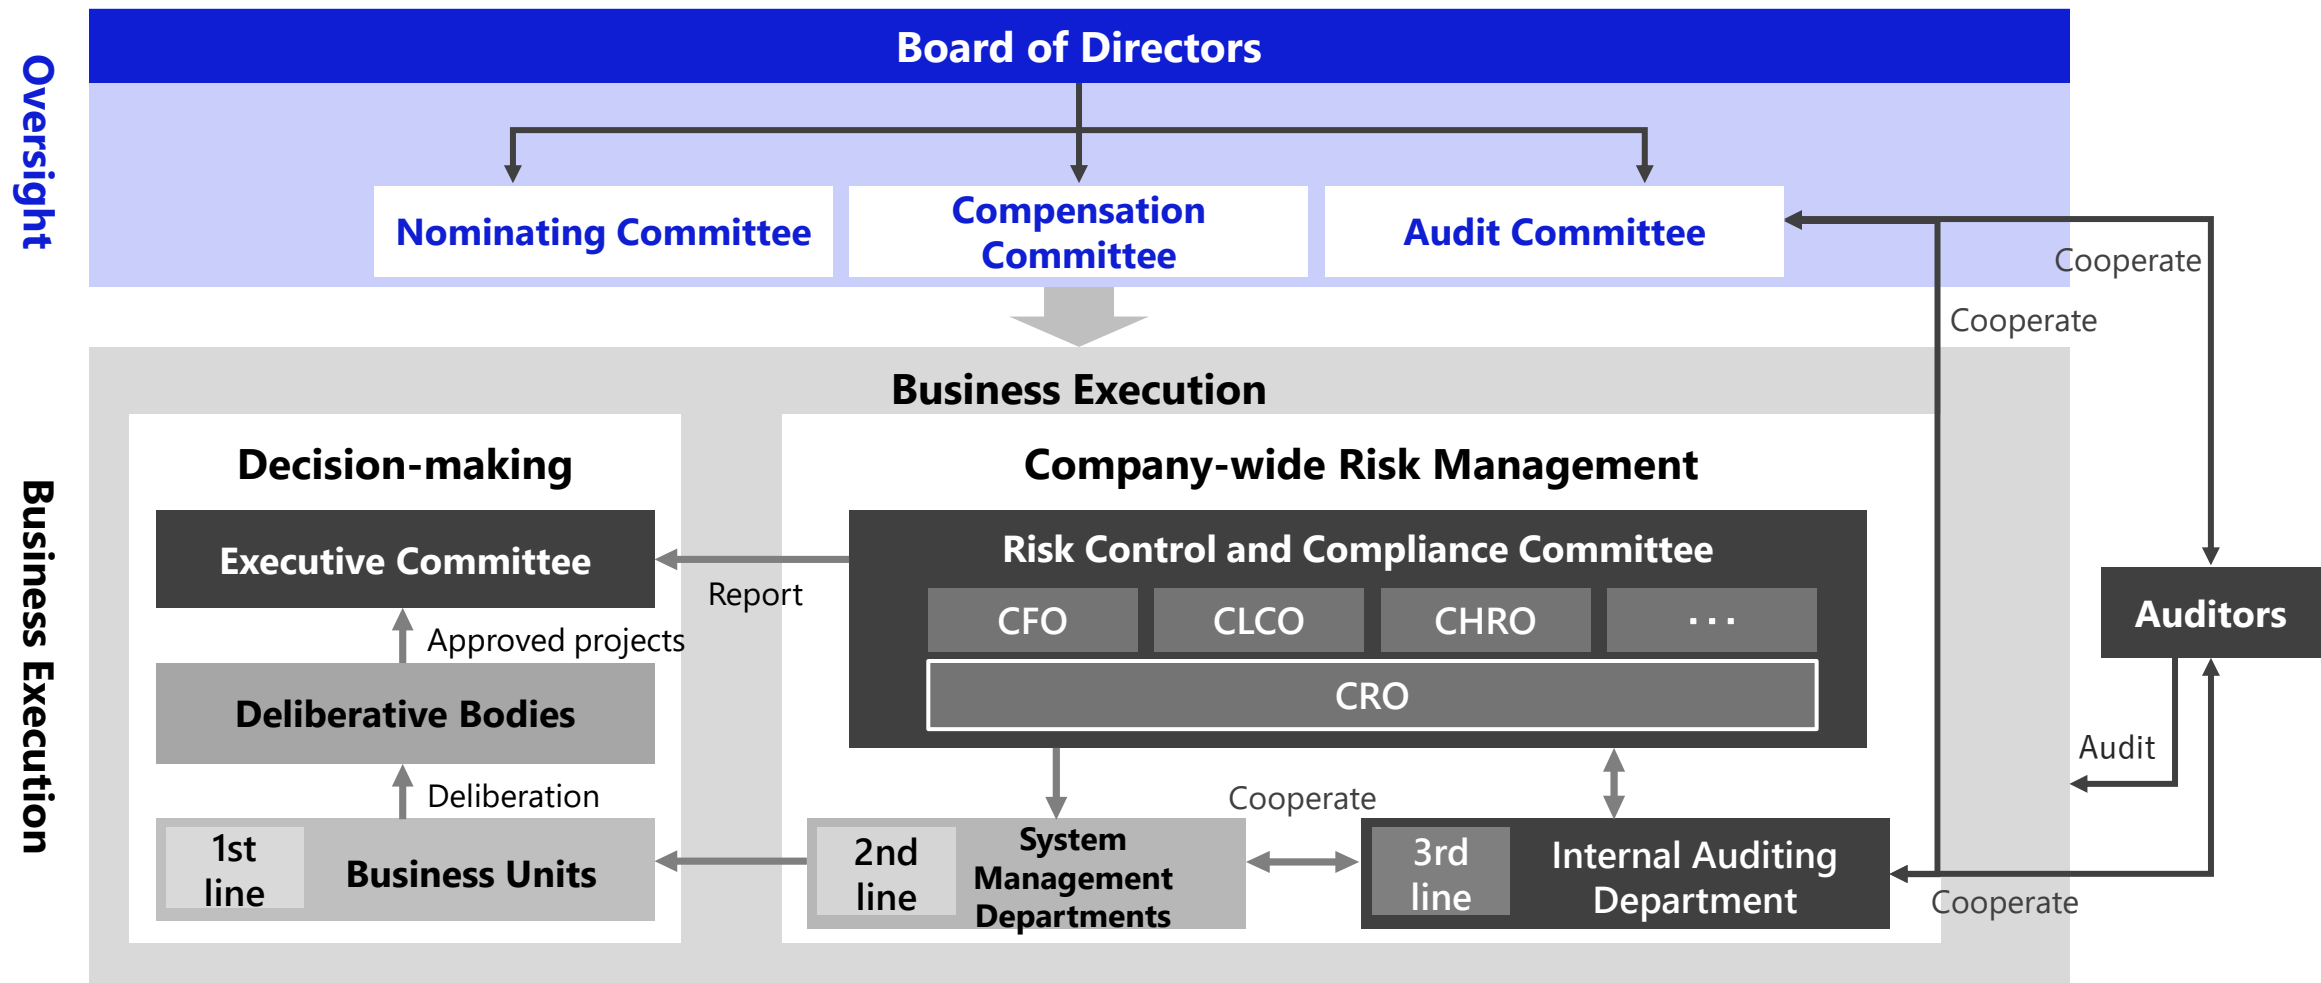 Oversight
Board of Directors
Nominating Committee
Compensation
Committee
Audit Committee
Cooperate
Cooperate
Business Execution
Business Execution
Decision-making
Executive Committee
Approved projects
Deliberative Bodies
Deliberation
1st
line
Business Units
Report
Company-wide Risk Management
Risk Control and Compliance Committee
CFO
CLCO
CHRO
···
CRO
Cooperate
2nd
line
System
Management
Departments
3rd
line
Internal Auditing
Department
Cooperate
Auditors
Audit